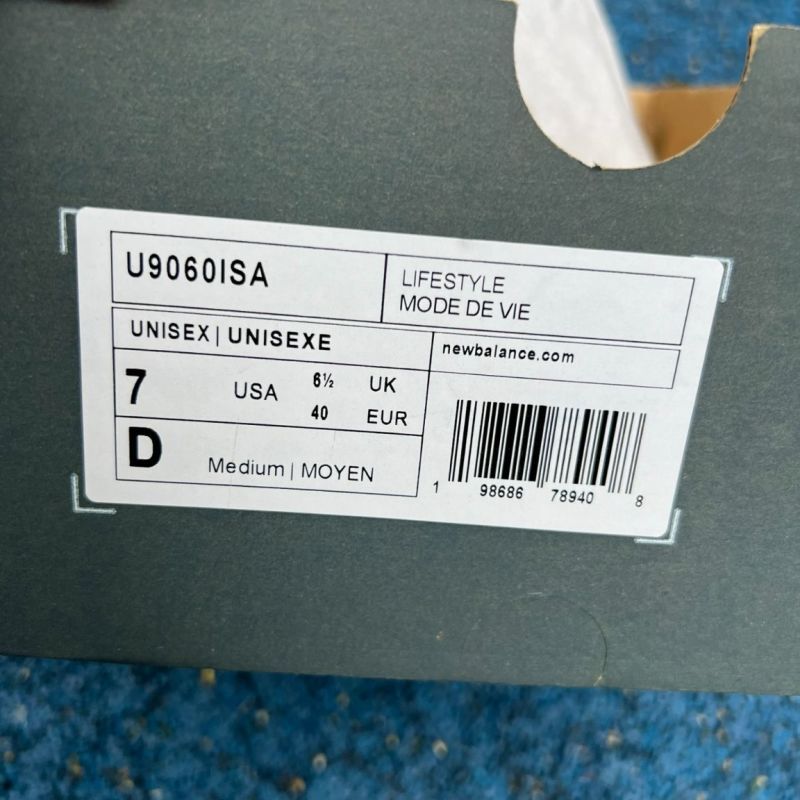 U9060ISA
LIFESTYLE
MODE DE VIE
UNISEX | UNISEXE
newbalance.com
7 USA 6½ UK
40 EUR
D Medium | MOYEN
1 98686 78940 8